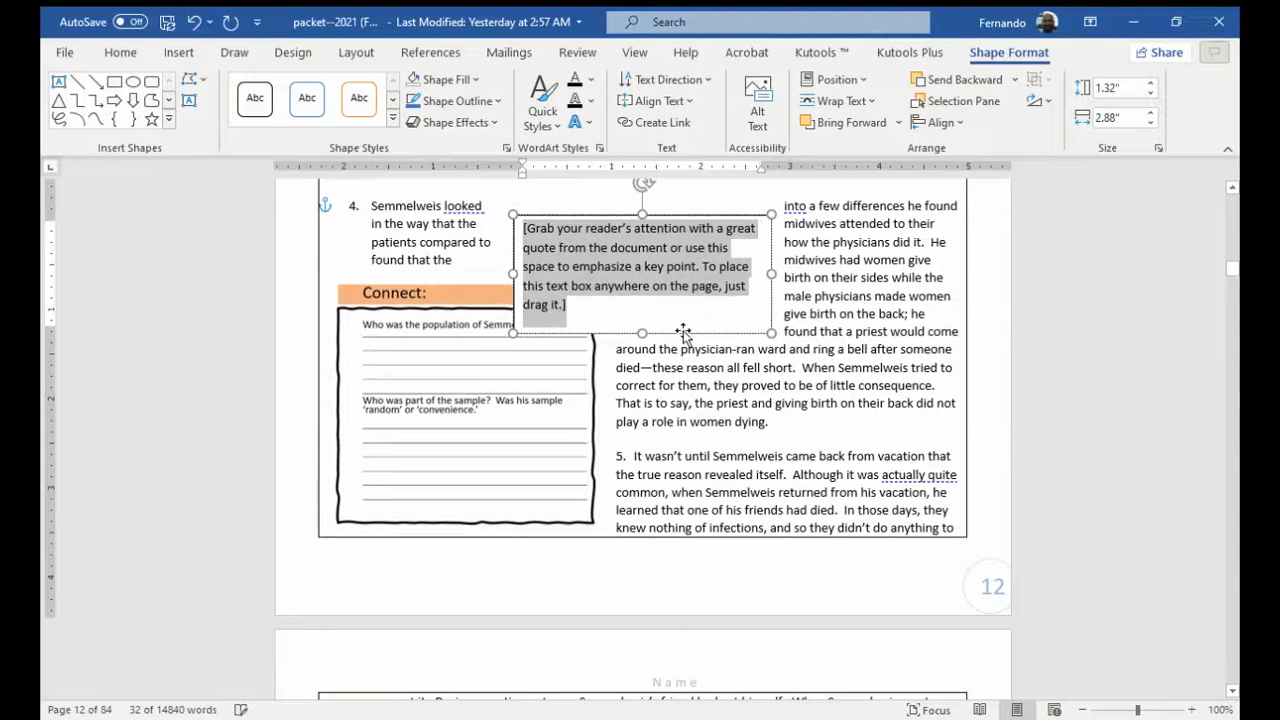 AutoSave Off packet--2021 (F... - Last Modified: Yesterday at 2:57 AM Search Fernando
File Home Insert Draw Design Layout References Mailings Review View Help Acrobat Kutools ™ Kutools Plus Shape Format Share
Abc Abc Abc
Shape Fill
Shape Outline
Shape Effects
Quick Styles
Text Direction
Align Text
Create Link
Alt Text
Position
Wrap Text
Bring Forward
Send Backward
Selection Pane
Align
1.32"
2.88"
Insert Shapes Shape Styles WordArt Styles Text Accessibility Arrange Size
2 1 1 2 3 4 5
4. Semmelweis looked
in the way that the
patients compared to
found that the
[Grab your reader's attention with a great
quote from the document or use this
space to emphasize a key point. To place
this text box anywhere on the page, just
drag it.]
into a few differences he found
midwives attended to their
how the physicians did it. He
midwives had women give
birth on their sides while the
male physicians made women
give birth on the back; he
found that a priest would come
around the physician-ran ward and ring a bell after someone
died—these reason all fell short. When Semmelweis tried to
correct for them, they proved to be of little consequence.
That is to say, the priest and giving birth on their back did not
play a role in women dying.
Connect:
Who was the population of Semm
Who was part of the sample? Was his sample
'random' or 'convenience.'
5. It wasn't until Semmelweis came back from vacation that
the true reason revealed itself. Although it was actually quite
common, when Semmelweis returned from his vacation, he
learned that one of his friends had died. In those days, they
knew nothing of infections, and so they didn't do anything to
12
Name
Page 12 of 84 32 of 14840 words Focus 100%